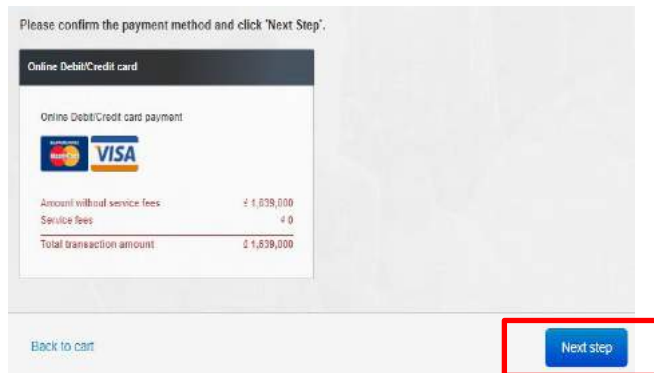 Please confirm the payment method and click 'Next Step'.
Online Debit/Credit card
Online Debit/Credit card payment
MasterCard VISA
Amount without service fees ₫ 1,639,000
Service fees ₫ 0
Total transaction amount ₫ 1,639,000
Back to cart
Next step